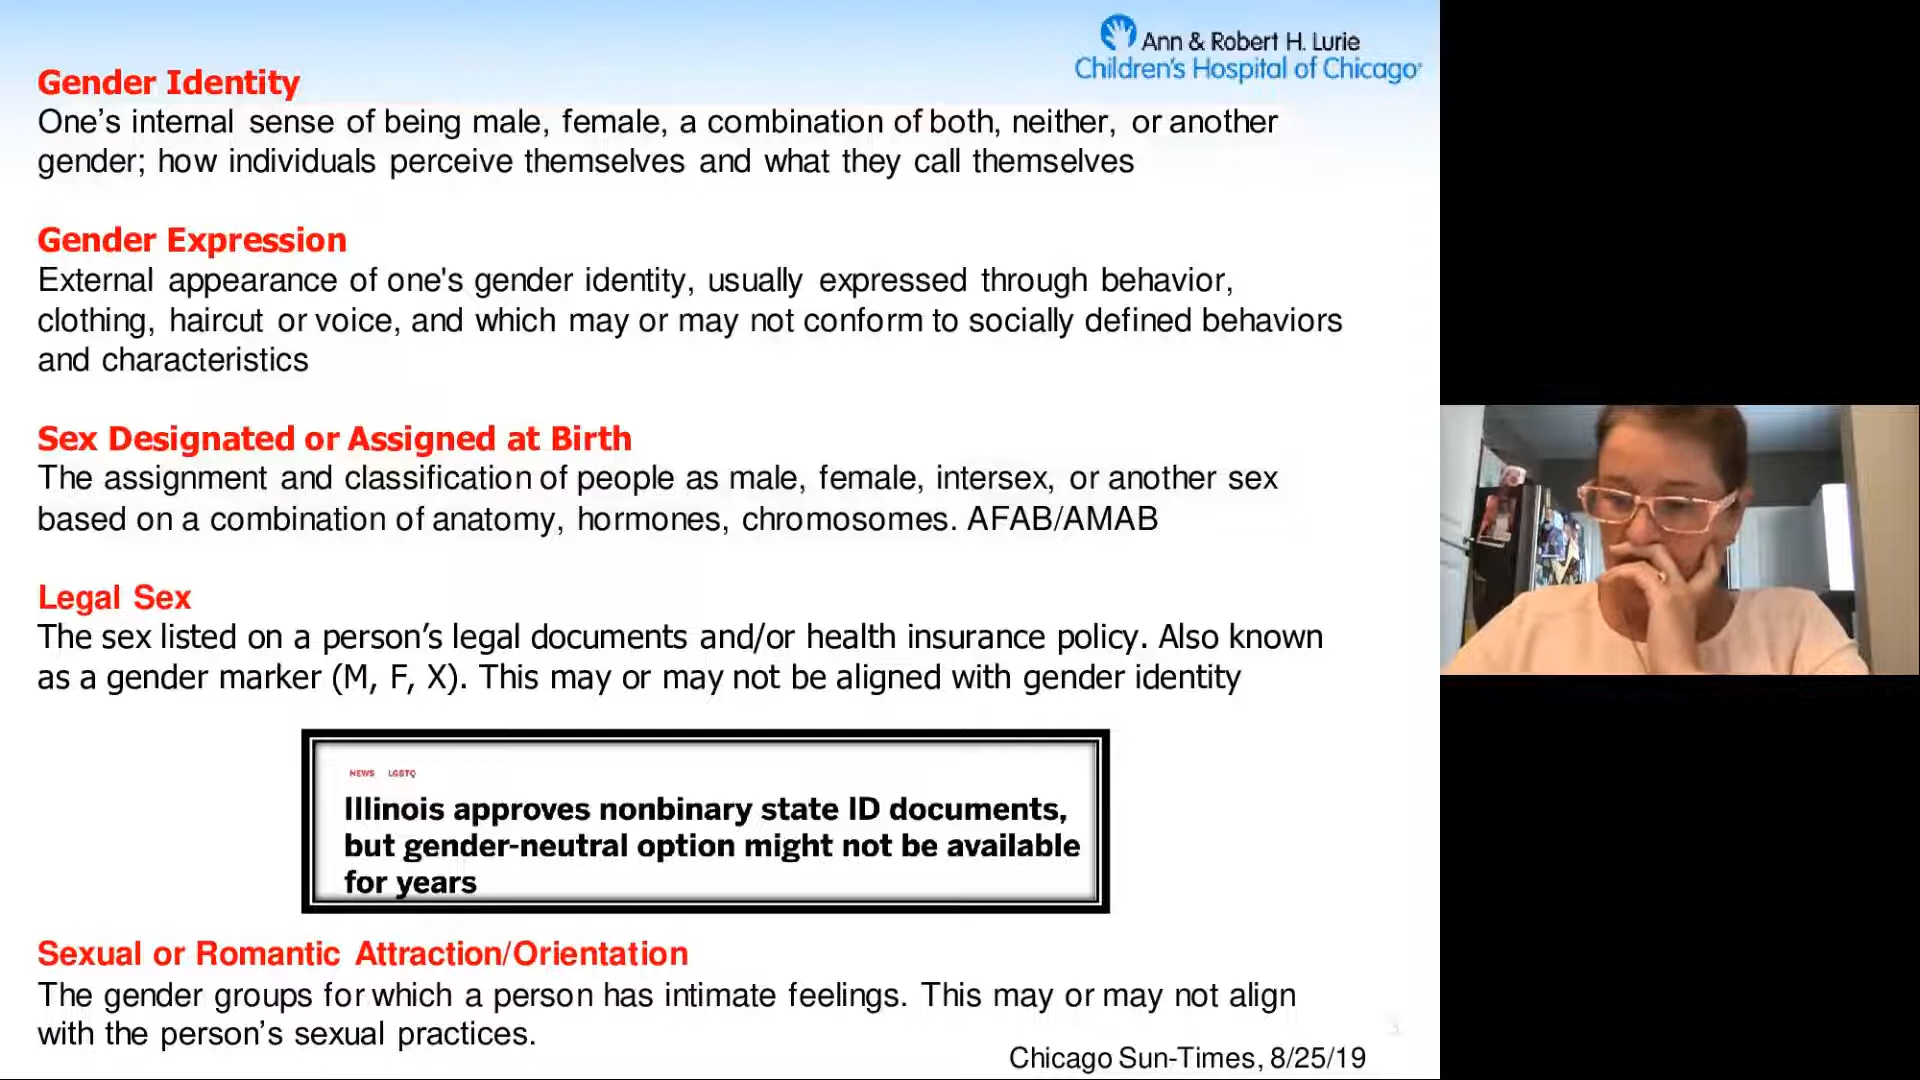 Ann & Robert H. Lurie
Children's Hospital of Chicago
Gender Identity
One's internal sense of being male, female, a combination of both, neither, or another
gender; how individuals perceive themselves and what they call themselves
Gender Expression
External appearance of one's gender identity, usually expressed through behavior,
clothing, haircut or voice, and which may or may not conform to socially defined behaviors
and characteristics
Sex Designated or Assigned at Birth
The assignment and classification of people as male, female, intersex, or another sex
based on a combination of anatomy, hormones, chromosomes. AFAB/AMAB
Legal Sex
The sex listed on a person's legal documents and/or health insurance policy. Also known
as a gender marker (M, F, X). This may or may not be aligned with gender identity
NEWS LGBTQ
Illinois approves nonbinary state ID documents,
but gender-neutral option might not be available
for years
Sexual or Romantic Attraction/Orientation
The gender groups for which a person has intimate feelings. This may or may not align
with the person's sexual practices.
Chicago Sun-Times, 8/25/19